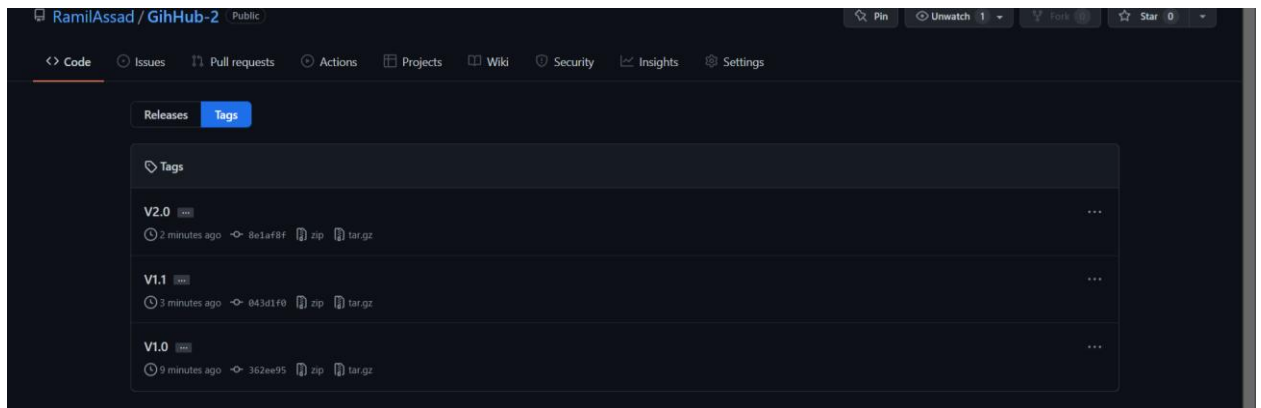 RamilAssad / GihHub-2 Public Pin Unwatch 1 Fork 0 Star 0
Code Issues Pull requests Actions Projects Wiki Security Insights Settings
Releases Tags
Tags
V2.0 ...
2 minutes ago 8e1af8f zip tar.gz
V1.1 ...
3 minutes ago 043d1f0 zip tar.gz
V1.0 ...
9 minutes ago 362ee95 zip tar.gz